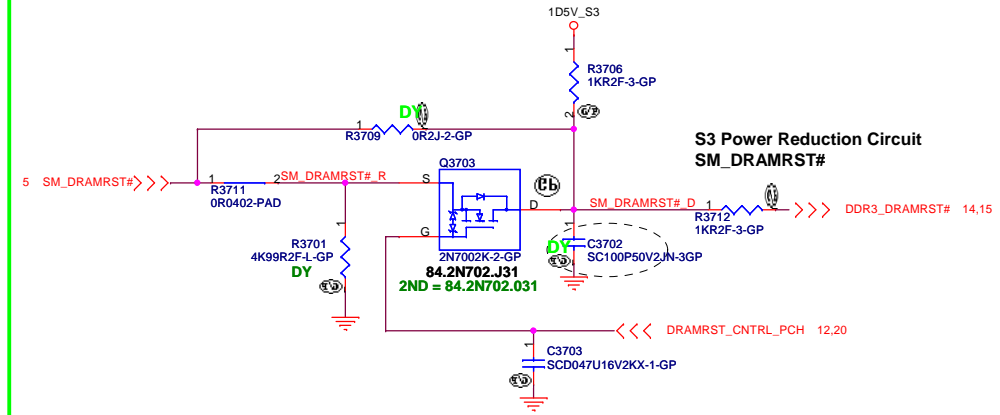 1D5V_S3
1
R3706
1KR2F-3-GP
2
DY
1
R3709
0R2J-2-GP
S3 Power Reduction Circuit
SM_DRAMRST#
Q3703
5 SM_DRAMRST#
1
2
SM_DRAMRST#_R
S
D
SM_DRAMRST#_D
1
R3711
0R0402-PAD
R3712
1KR2F-3-GP
DDR3_DRAMRST# 14,15
G
1
R3701
4K99R2F-L-GP
DY
2N7002K-2-GP
84.2N702.J31
2ND = 84.2N702.031
1
DY
C3702
SC100P50V2JN-3GP
DRAMRST_CNTRL_PCH 12,20
1
C3703
SCD047U16V2KX-1-GP